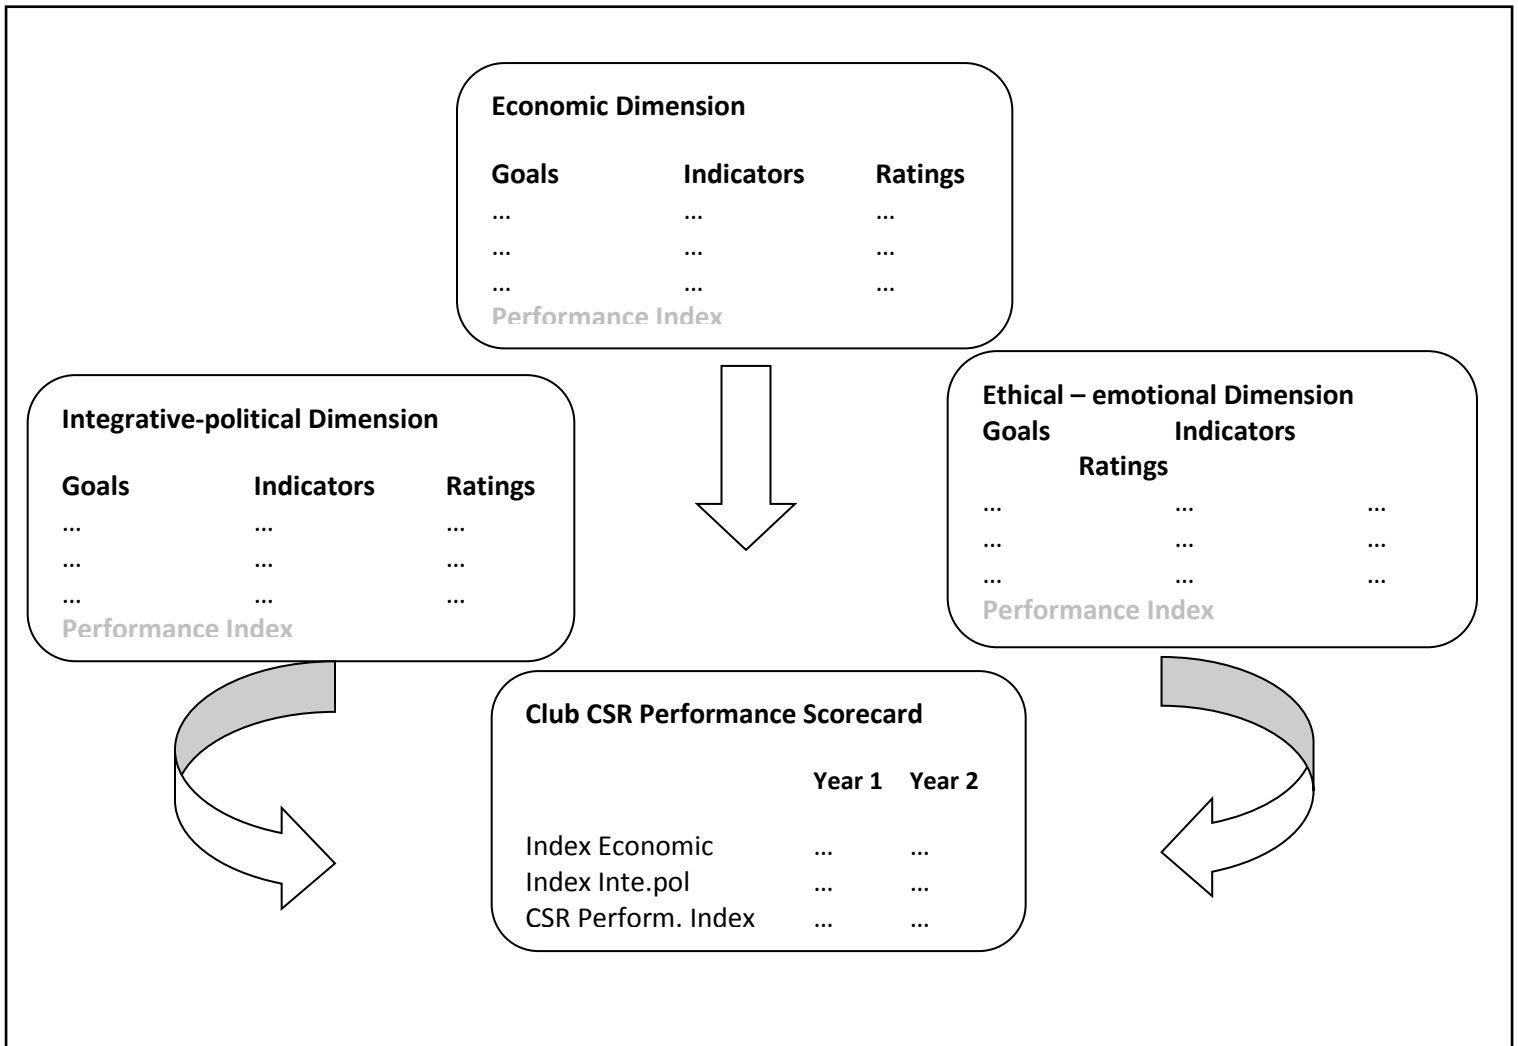 Economic Dimension
Goals Indicators Ratings
... ... ...
... ... ...
... ... ...
Performance Index
Integrative-political Dimension
Goals Indicators Ratings
... ... ...
... ... ...
... ... ...
Performance Index
Ethical – emotional Dimension
Goals Indicators
Ratings
... ... ...
... ... ...
... ... ...
Performance Index
Club CSR Performance Scorecard
Year 1 Year 2
Index Economic ... ...
Index Inte.pol ... ...
CSR Perform. Index ... ...